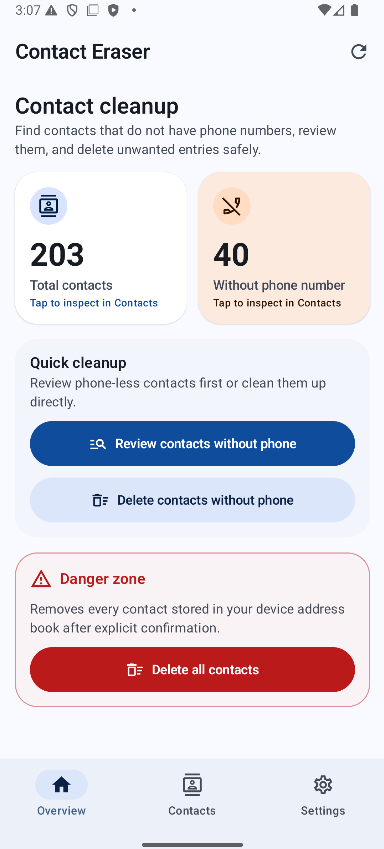 3:07
Contact Eraser
Contact cleanup
Find contacts that do not have phone numbers, review
them, and delete unwanted entries safely.
203
Total contacts
Tap to inspect in Contacts
40
Without phone number
Tap to inspect in Contacts
Quick cleanup
Review phone-less contacts first or clean them up
directly.
Review contacts without phone
Delete contacts without phone
Danger zone
Removes every contact stored in your device address
book after explicit confirmation.
Delete all contacts
Overview
Contacts
Settings